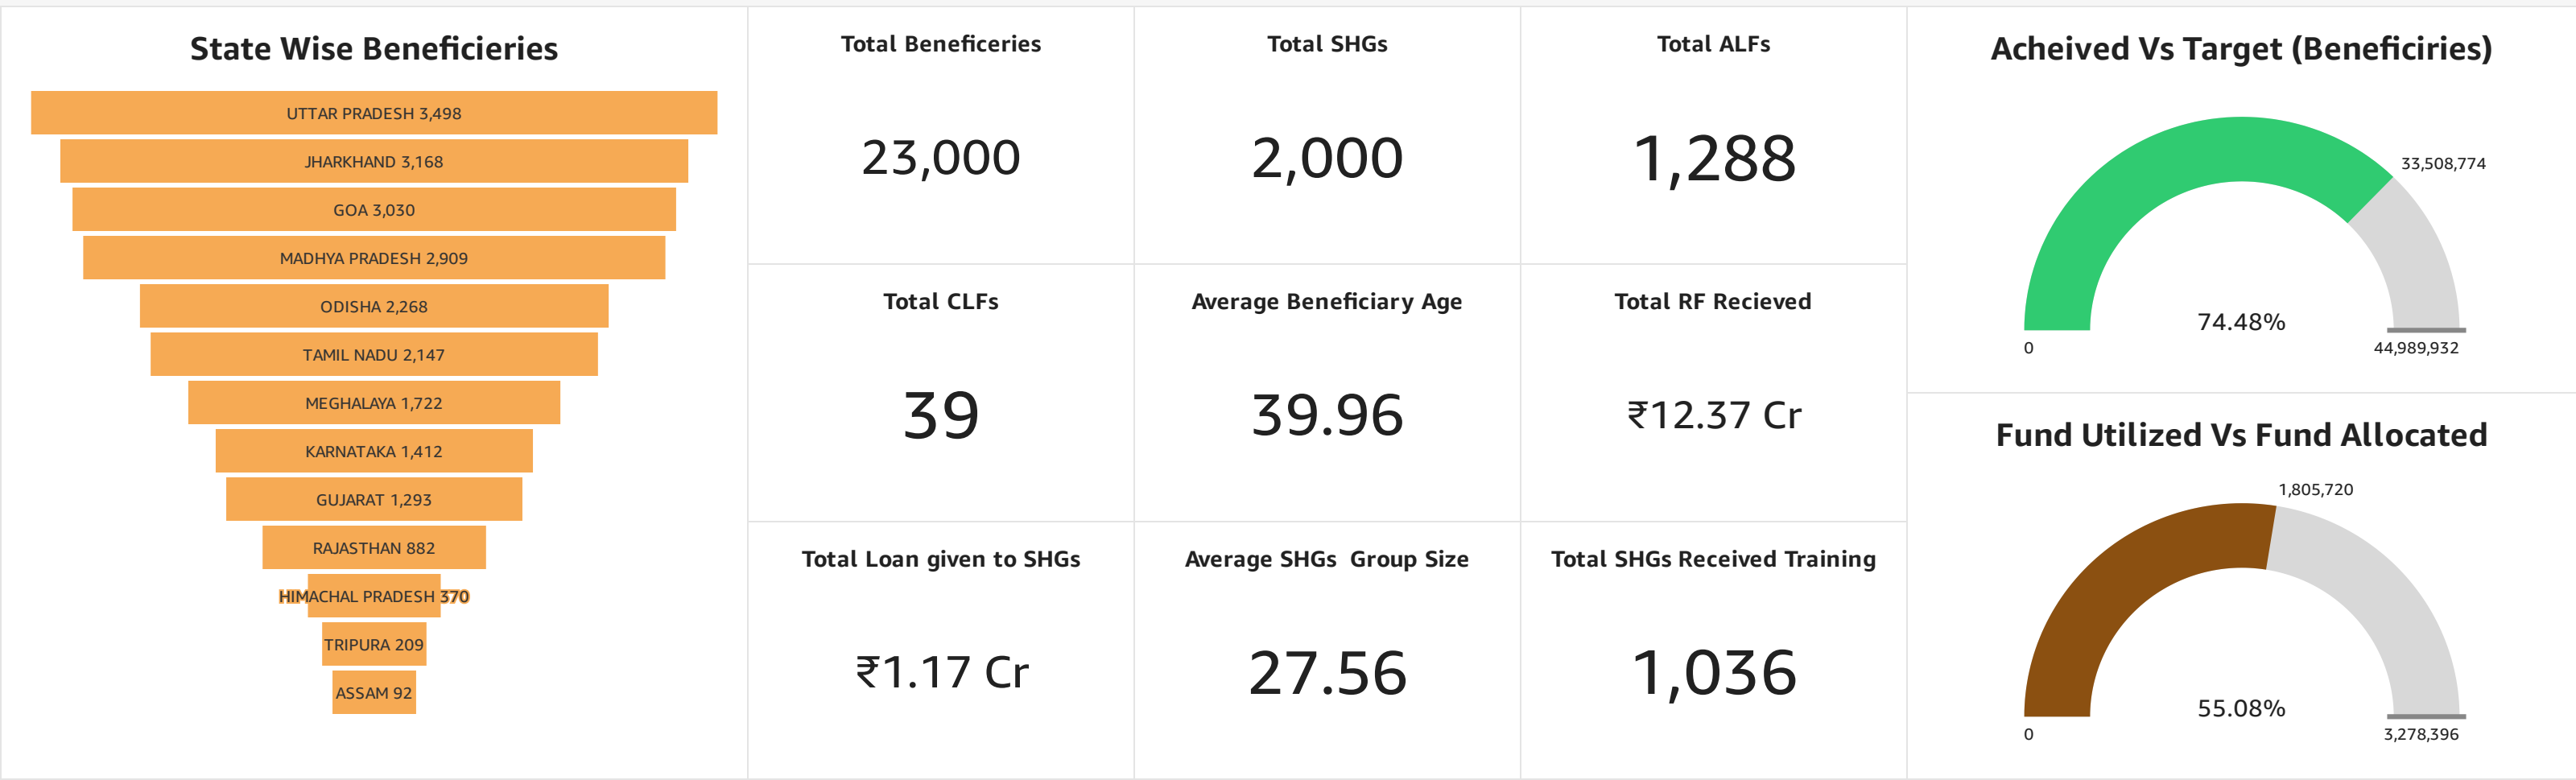 State Wise Beneficieries
UTTAR PRADESH 3,498
JHARKHAND 3,168
GOA 3,030
MADHYA PRADESH 2,909
ODISHA 2,268
TAMIL NADU 2,147
MEGHALAYA 1,722
KARNATAKA 1,412
GUJARAT 1,293
RAJASTHAN 882
HIMACHAL PRADESH 370
TRIPURA 209
ASSAM 92
Total Beneficeries
23,000
Total SHGs
2,000
Total ALFs
1,288
Total CLFs
39
Average Beneficiary Age
39.96
Total RF Recieved
₹12.37 Cr
Total Loan given to SHGs
₹1.17 Cr
Average SHGs  Group Size
27.56
Total SHGs Received Training
1,036
Acheived Vs Target (Beneficiries)
33,508,774
74.48%
0
44,989,932
Fund Utilized Vs Fund Allocated
1,805,720
55.08%
0
3,278,396